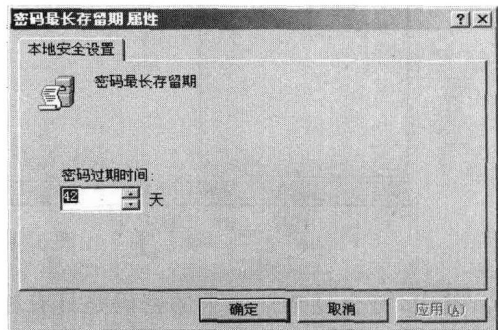 密码最长存留期 属性
本地安全设置
密码最长存留期
密码过期时间:
42 天
确定 取消 应用(A)